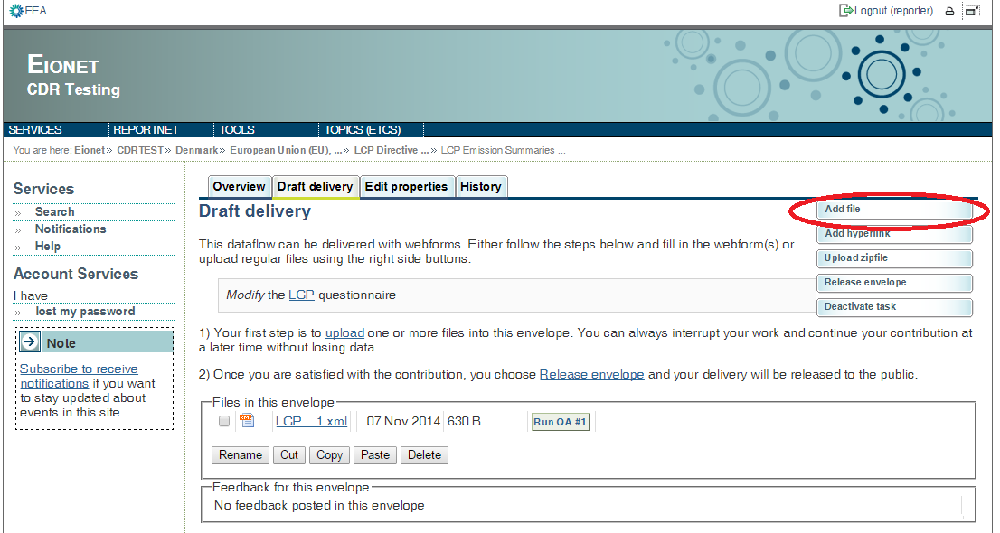 EEA
Logout (reporter)
EIONET
CDR Testing
SERVICES REPORTNET TOOLS TOPICS (ETCS)
You are here: Eionet» CDRTEST» Denmark» European Union (EU), ...» LCP Directive ...» LCP Emission Summaries ...
Services
» Search
» Notifications
» Help
Account Services
I have
» lost my password
Note
Subscribe to receive
notifications if you want
to stay updated about
events in this site.
Overview Draft delivery Edit properties History
Draft delivery
Add file
Add hyperlink
Upload zipfile
Release envelope
Deactivate task
This dataflow can be delivered with webforms. Either follow the steps below and fill in the webform(s) or
upload regular files using the right side buttons.
Modify the LCP questionnaire
1) Your first step is to upload one or more files into this envelope. You can always interrupt your work and continue your contribution at
a later time without losing data.
2) Once you are satisfied with the contribution, you choose Release envelope and your delivery will be released to the public.
Files in this envelope
LCP__1.xml 07 Nov 2014 630 B Run QA #1
Rename Cut Copy Paste Delete
Feedback for this envelope
No feedback posted in this envelope